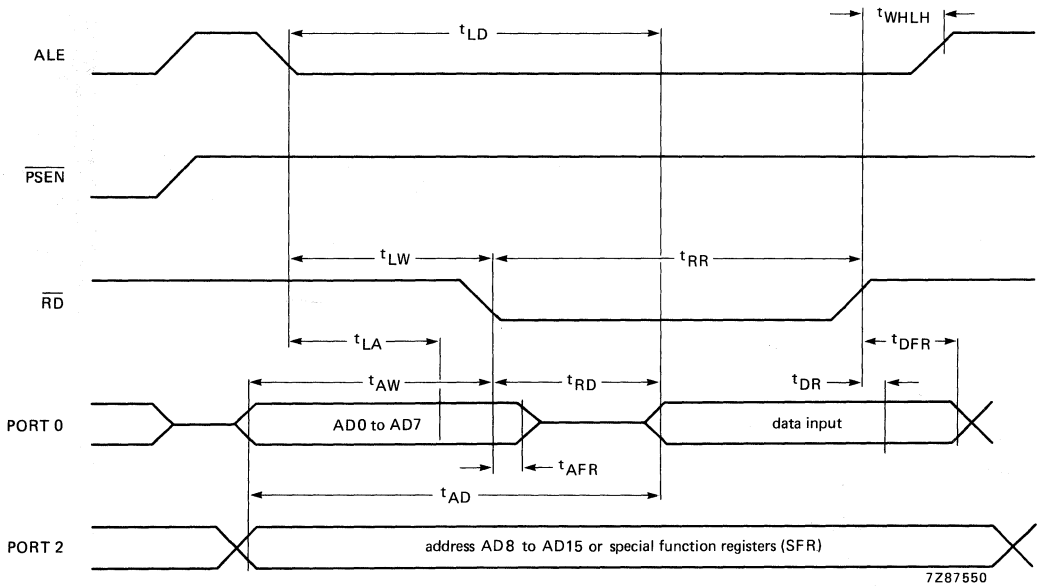 tWHLH
tLD
ALE
PSEN
tLW
tRR
RD
tLA
tDFR
tAW
tRD
tDR
PORT 0
AD0 to AD7
data input
tAFR
tAD
PORT 2
address AD8 to AD15 or special function registers (SFR)
7Z87550